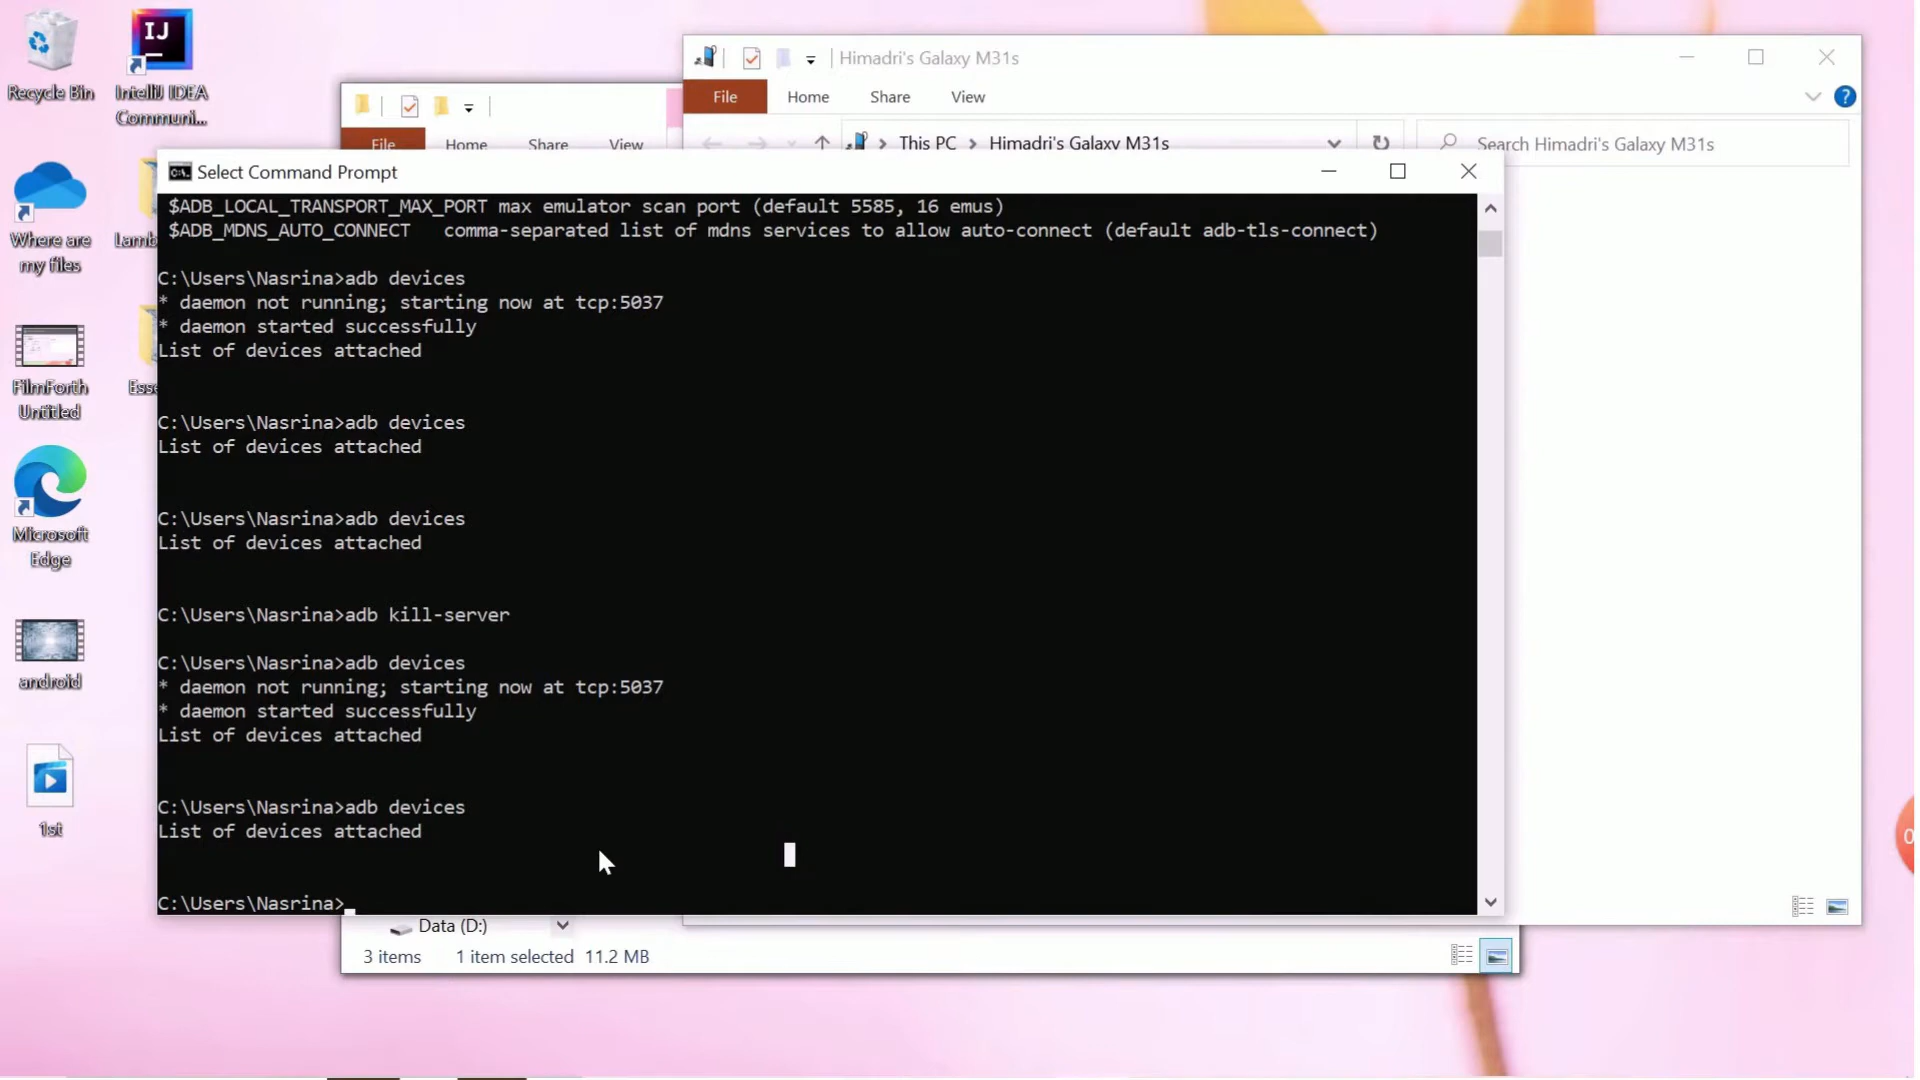 Recycle Bin
IntelliJ IDEA
Communi...
Where are
my files
Lamb
FilmForth
Untitled
Esse
Microsoft
Edge
android
1st
Himadri's Galaxy M31s
File
Home
Share
View
This PC
Himadri's Galaxy M31s
Search Himadri's Galaxy M31s
File
Home
Share
View
Select Command Prompt
$ADB_LOCAL_TRANSPORT_MAX_PORT max emulator scan port (default 5585, 16 emus)
$ADB_MDNS_AUTO_CONNECT   comma-separated list of mdns services to allow auto-connect (default adb-tls-connect)
C:\Users\Nasrina>adb devices
* daemon not running; starting now at tcp:5037
* daemon started successfully
List of devices attached
C:\Users\Nasrina>adb devices
List of devices attached
C:\Users\Nasrina>adb devices
List of devices attached
C:\Users\Nasrina>adb kill-server
C:\Users\Nasrina>adb devices
* daemon not running; starting now at tcp:5037
* daemon started successfully
List of devices attached
C:\Users\Nasrina>adb devices
List of devices attached
C:\Users\Nasrina>
Data (D:)
3 items
1 item selected
11.2 MB
0